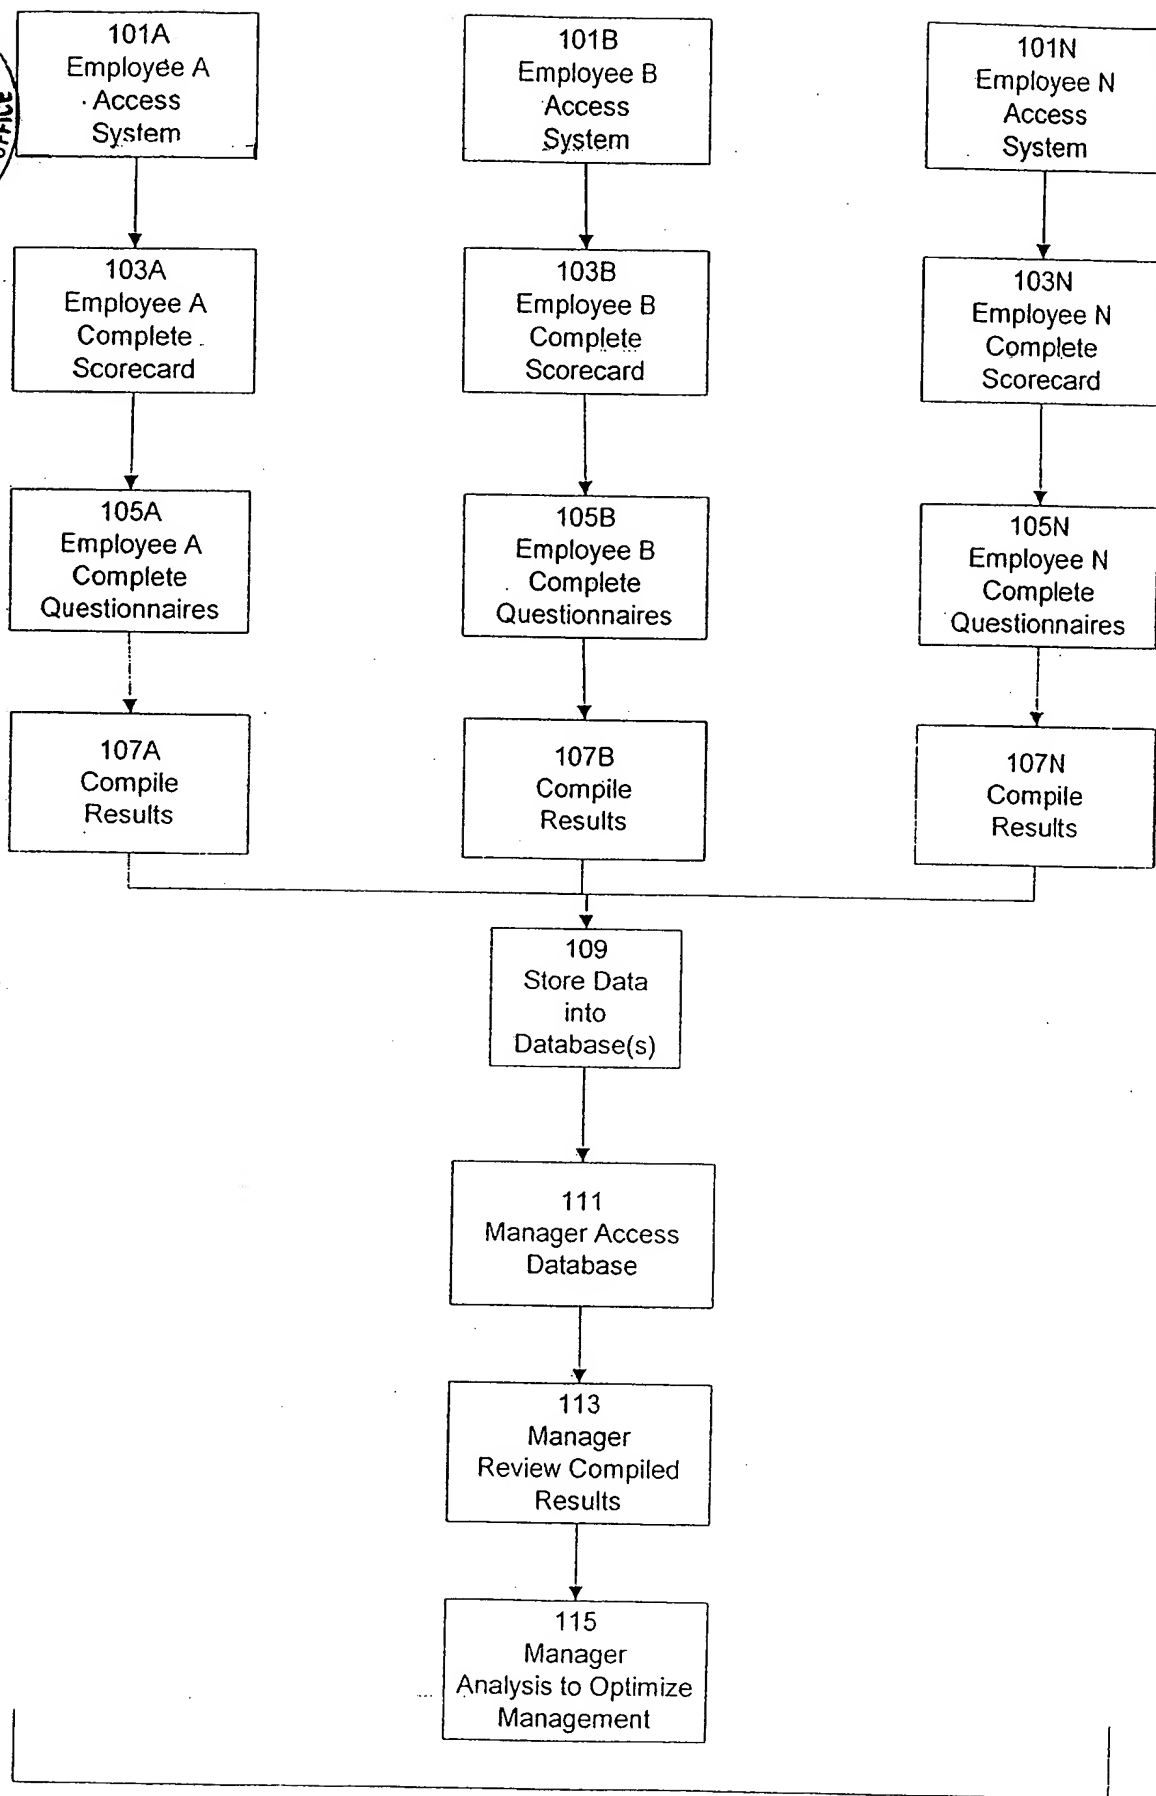 OFFICE
101A
Employee A
Access
System
101B
Employee B
Access
System
101N
Employee N
Access
System
103A
Employee A
Complete
Scorecard
103B
Employee B
Complete
Scorecard
103N
Employee N
Complete
Scorecard
105A
Employee A
Complete
Questionnaires
105B
Employee B
Complete
Questionnaires
105N
Employee N
Complete
Questionnaires
107A
Compile
Results
107B
Compile
Results
107N
Compile
Results
109
Store Data
into
Database(s)
111
Manager Access
Database
113
Manager
Review Compiled
Results
115
Manager
Analysis to Optimize
Management